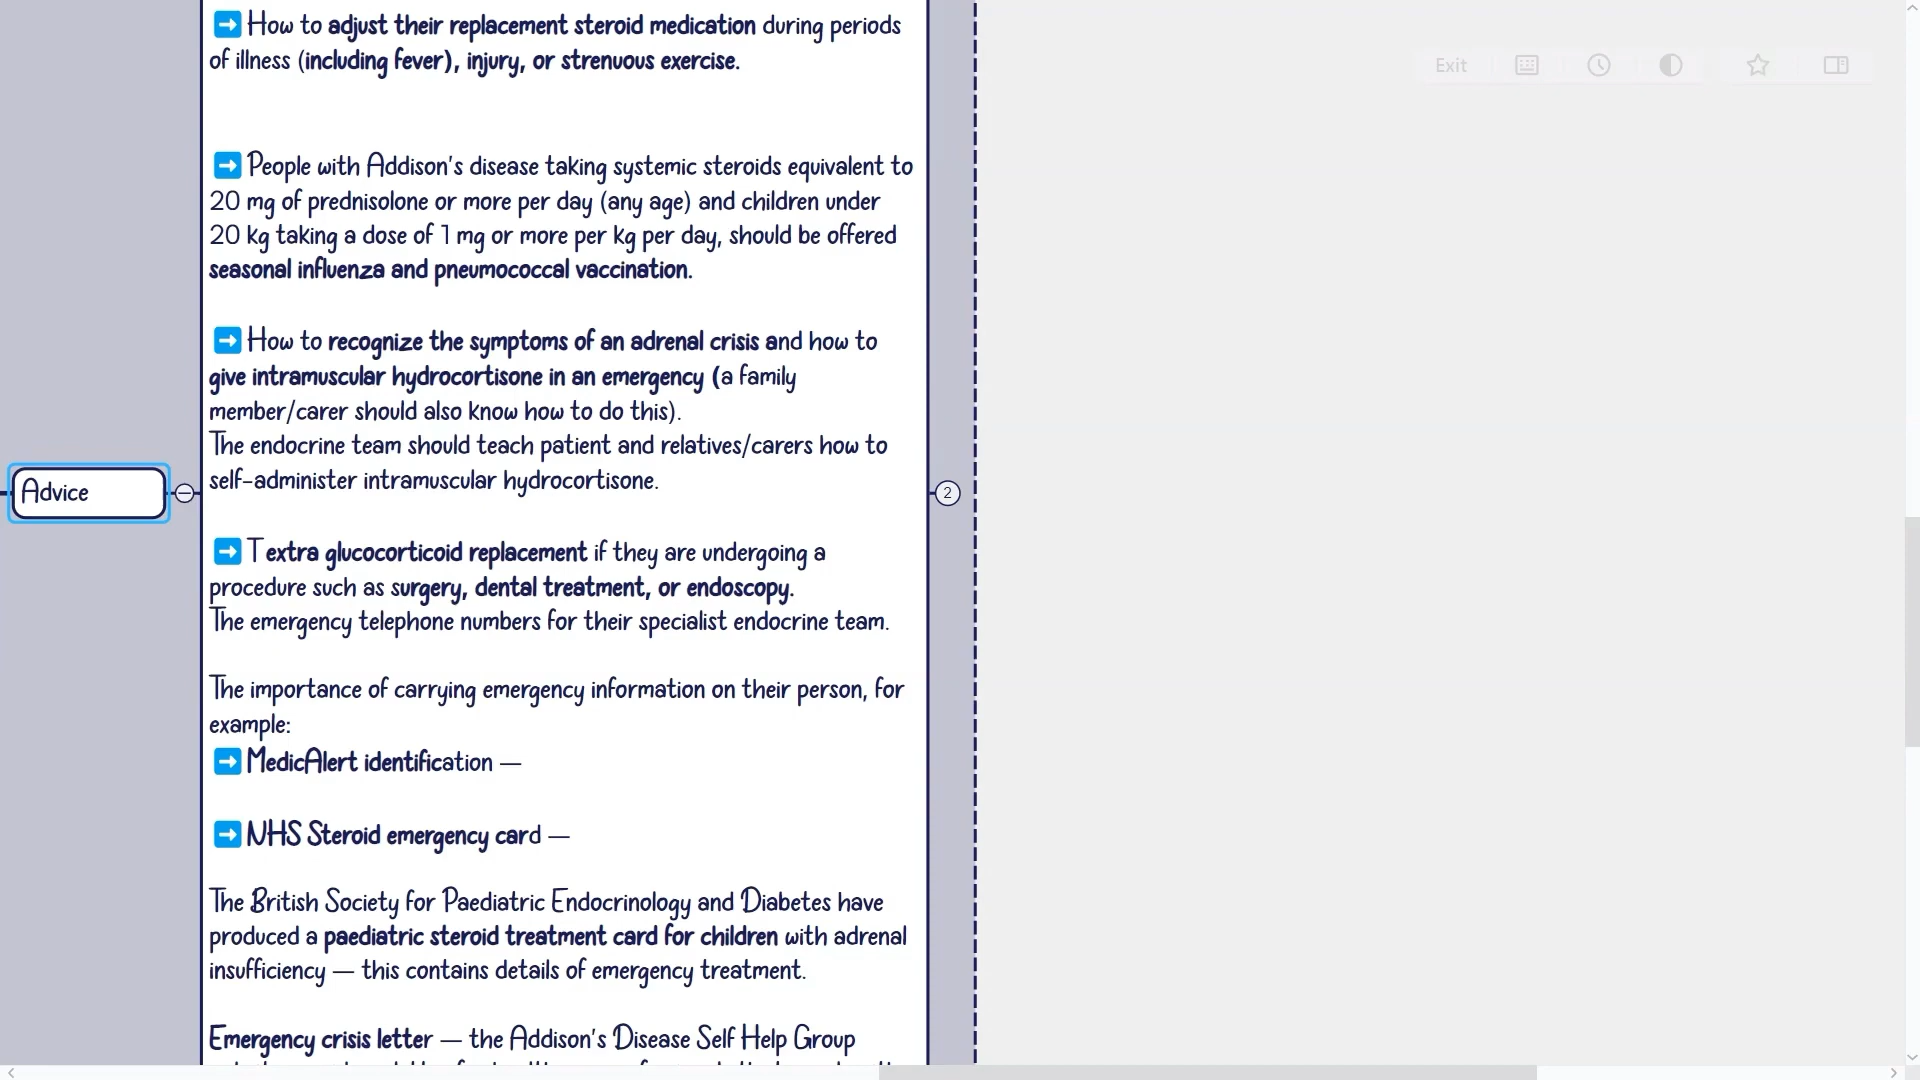 How to adjust their replacement steroid medication during periods
of illness (including fever), injury, or strenuous exercise.
Exit
People with Addison's disease taking systemic steroids equivalent to
20 mg of prednisolone or more per day (any age) and children under
20 kg taking a dose of 1 mg or more per kg per day, should be offered
seasonal influenza and pneumococcal vaccination.
How to recognize the symptoms of an adrenal crisis and how to
give intramuscular hydrocortisone in an emergency (a family
member/carer should also know how to do this).
The endocrine team should teach patient and relatives/carers how to
self-administer intramuscular hydrocortisone.
Advice
2
T extra glucocorticoid replacement if they are undergoing a
procedure such as surgery, dental treatment, or endoscopy.
The emergency telephone numbers for their specialist endocrine team.
The importance of carrying emergency information on their person, for
example:
MedicAlert identification —
NHS Steroid emergency card —
The British Society for Paediatric Endocrinology and Diabetes have
produced a paediatric steroid treatment card for children with adrenal
insufficiency — this contains details of emergency treatment.
Emergency crisis letter — the Addison's Disease Self Help Group